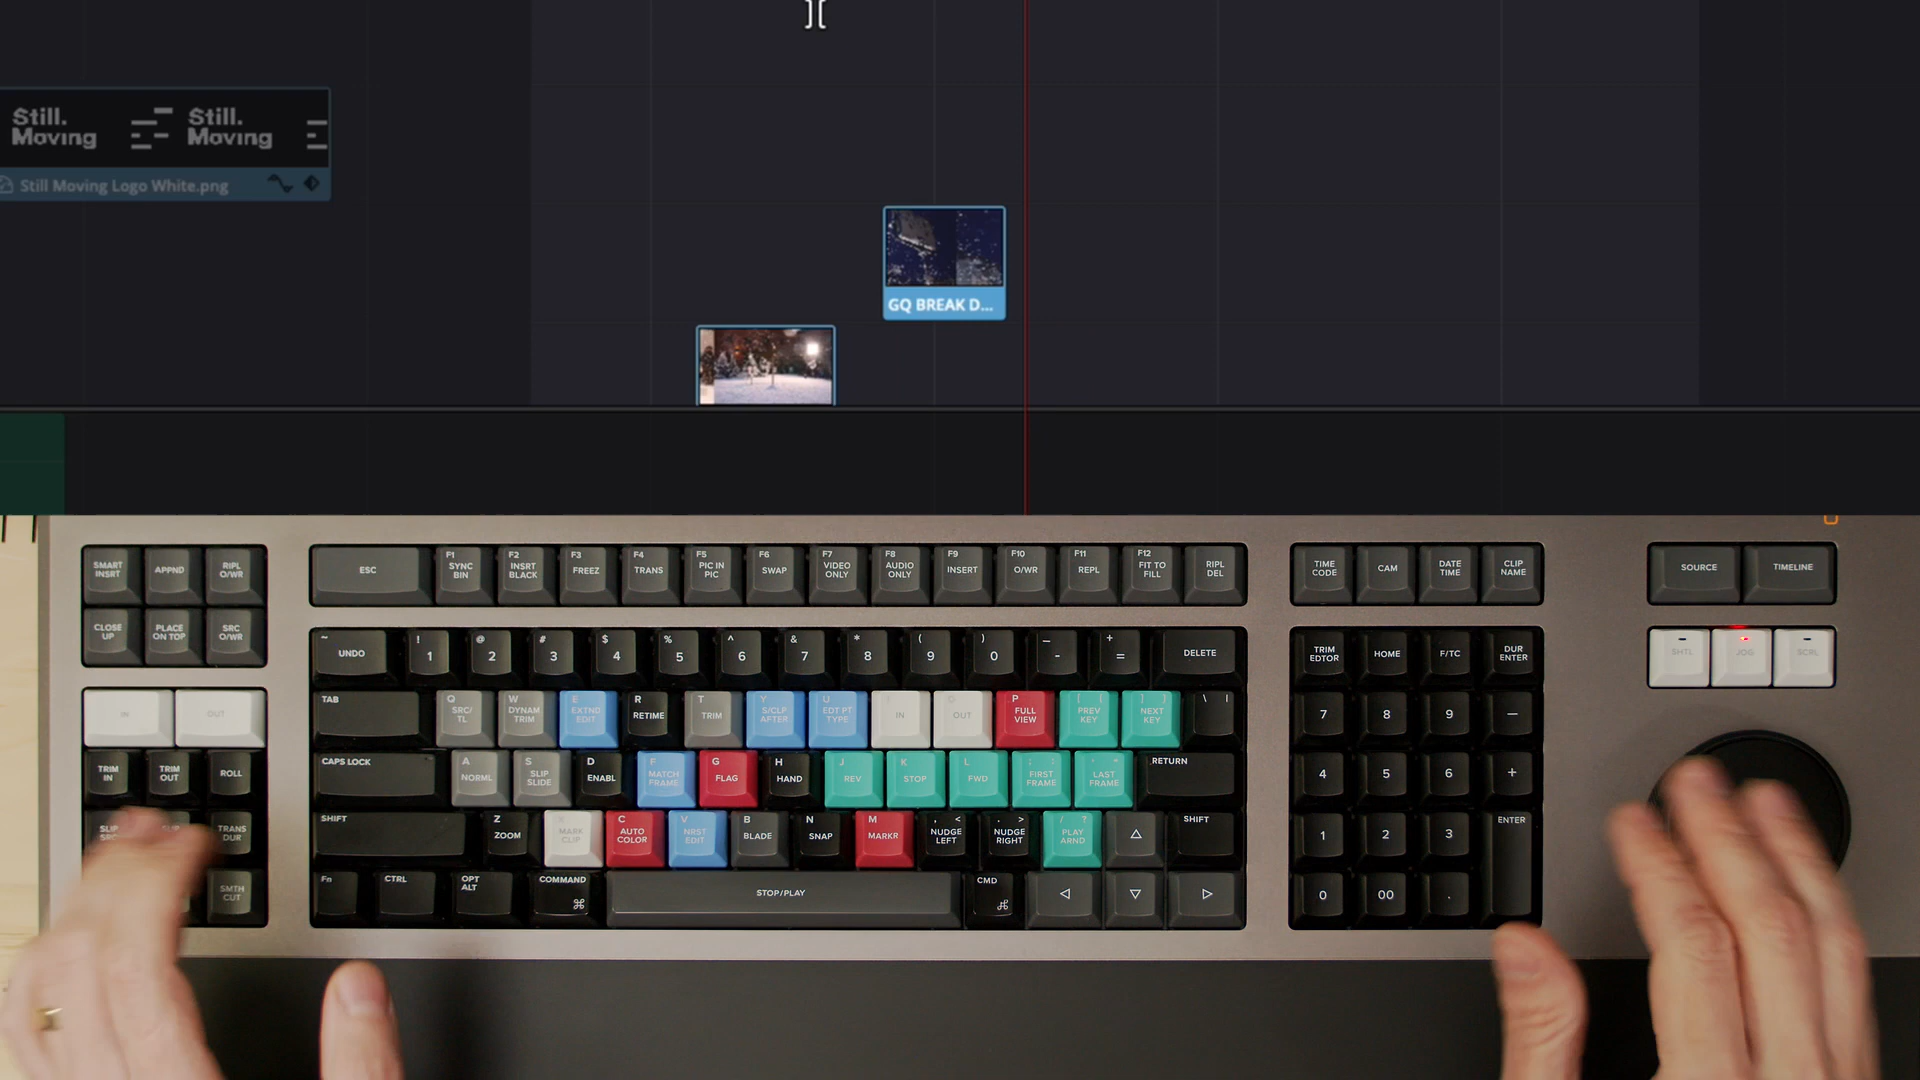 Still.
Moving
Still.
Moving
Still Moving Logo White.png
GQ BREAK D...
SMART INSRT
APPND
RIPL O/WR
ESC
F1 SYNC BIN
F2 INSRT BLACK
F3 FREEZ
F4 TRANS
F5 PIC IN PIC
F6 SWAP
F7 VIDEO ONLY
F8 AUDIO ONLY
F9 INSERT
F10 O/WR
F11 REPL
F12 FIT TO FILL
RIPL DEL
TIME CODE
CAM
DATE TIME
CLIP NAME
SOURCE
TIMELINE
CLOSE UP
PLACE ON TOP
SRC O/WR
~ UNDO
! 1
@ 2
# 3
$ 4
% 5
^ 6
& 7
* 8
( 9
) 0
— -
+ =
DELETE
TRIM EDTOR
HOME
F/TC
DUR ENTER
SHTL
JOG
SCRL
IN
OUT
TAB
Q SRC/ TL
W DYNAM TRIM
E EXTND EDIT
R RETIME
T TRIM
Y S/CLP AFTER
U EDT PT TYPE
IN
OUT
P FULL VIEW
[ { PREV KEY
] } NEXT KEY
\ |
7
8
9
—
TRIM IN
TRIM OUT
ROLL
CAPS LOCK
A NORML
S SLIP SLIDE
D ENABL
F MATCH FRAME
G FLAG
H HAND
J REV
K STOP
L FWD
; : FIRST FRAME
' " LAST FRAME
RETURN
4
5
6
+
SLIP
TRANS DUR
SHIFT
Z ZOOM
MARK CLIP
C AUTO COLOR
V NRST EDIT
B BLADE
N SNAP
M MARKR
, < NUDGE LEFT
. > NUDGE RIGHT
/ ? PLAY ARND
SHIFT
1
2
3
ENTER
SMTH CUT
Fn
CTRL
OPT ALT
COMMAND ⌘
STOP/PLAY
CMD ⌘
0
00
.